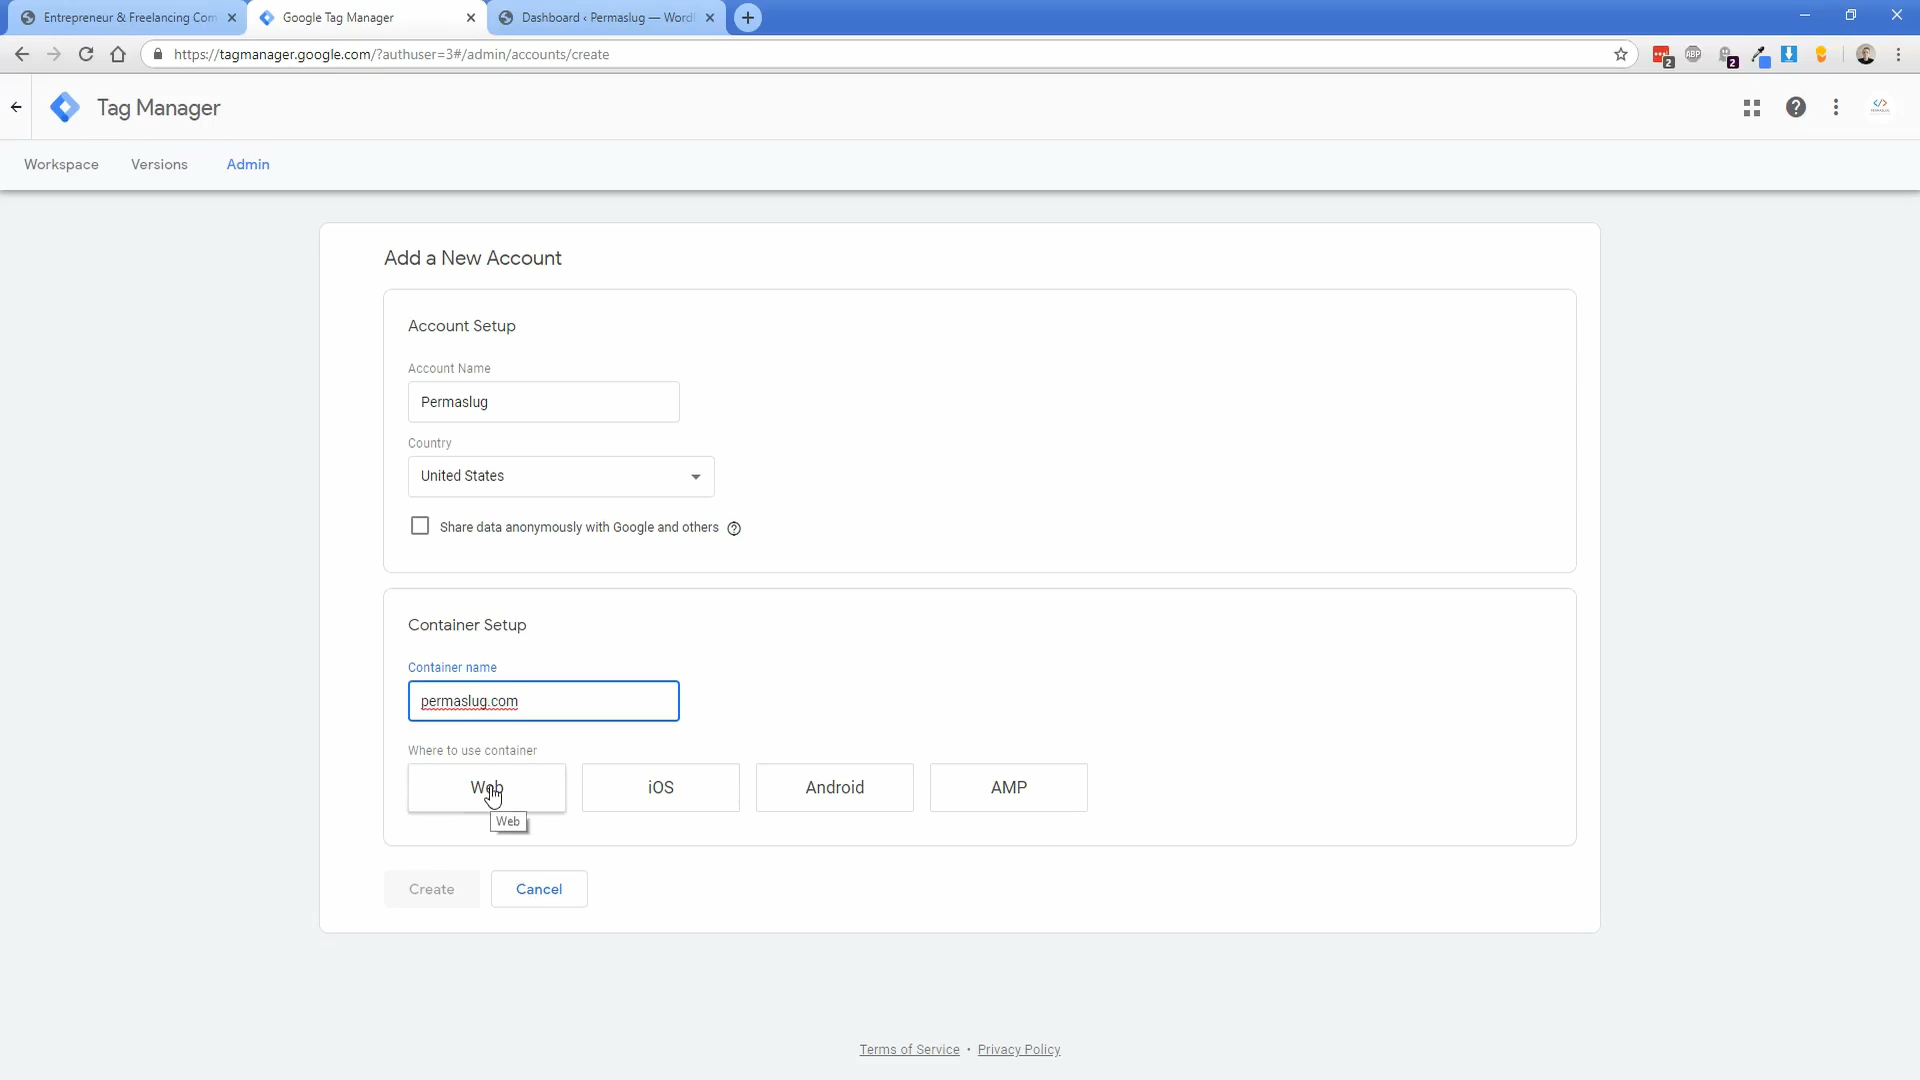 Entrepreneur & Freelancing Com
Google Tag Manager
Dashboard ‹ Permaslug — Word
https://tagmanager.google.com/?authuser=3#/admin/accounts/create
2
ABP
2
Tag Manager
Workspace
Versions
Admin
Add a New Account
Account Setup
Account Name
Permaslug
Country
United States
Share data anonymously with Google and others
Container Setup
Container name
permaslug.com
Where to use container
Web
iOS
Android
AMP
Web
Create
Cancel
Terms of Service • Privacy Policy